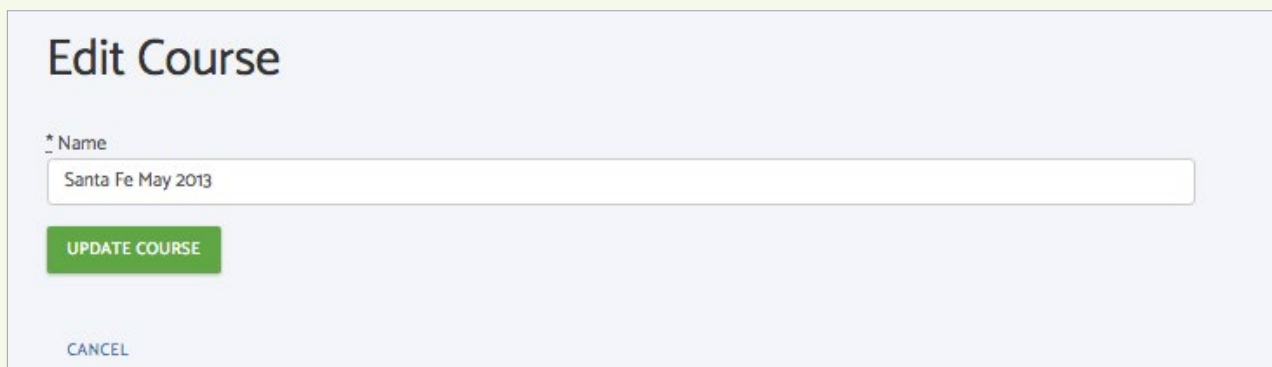 Edit Course
* Name
Santa Fe May 2013
UPDATE COURSE
CANCEL